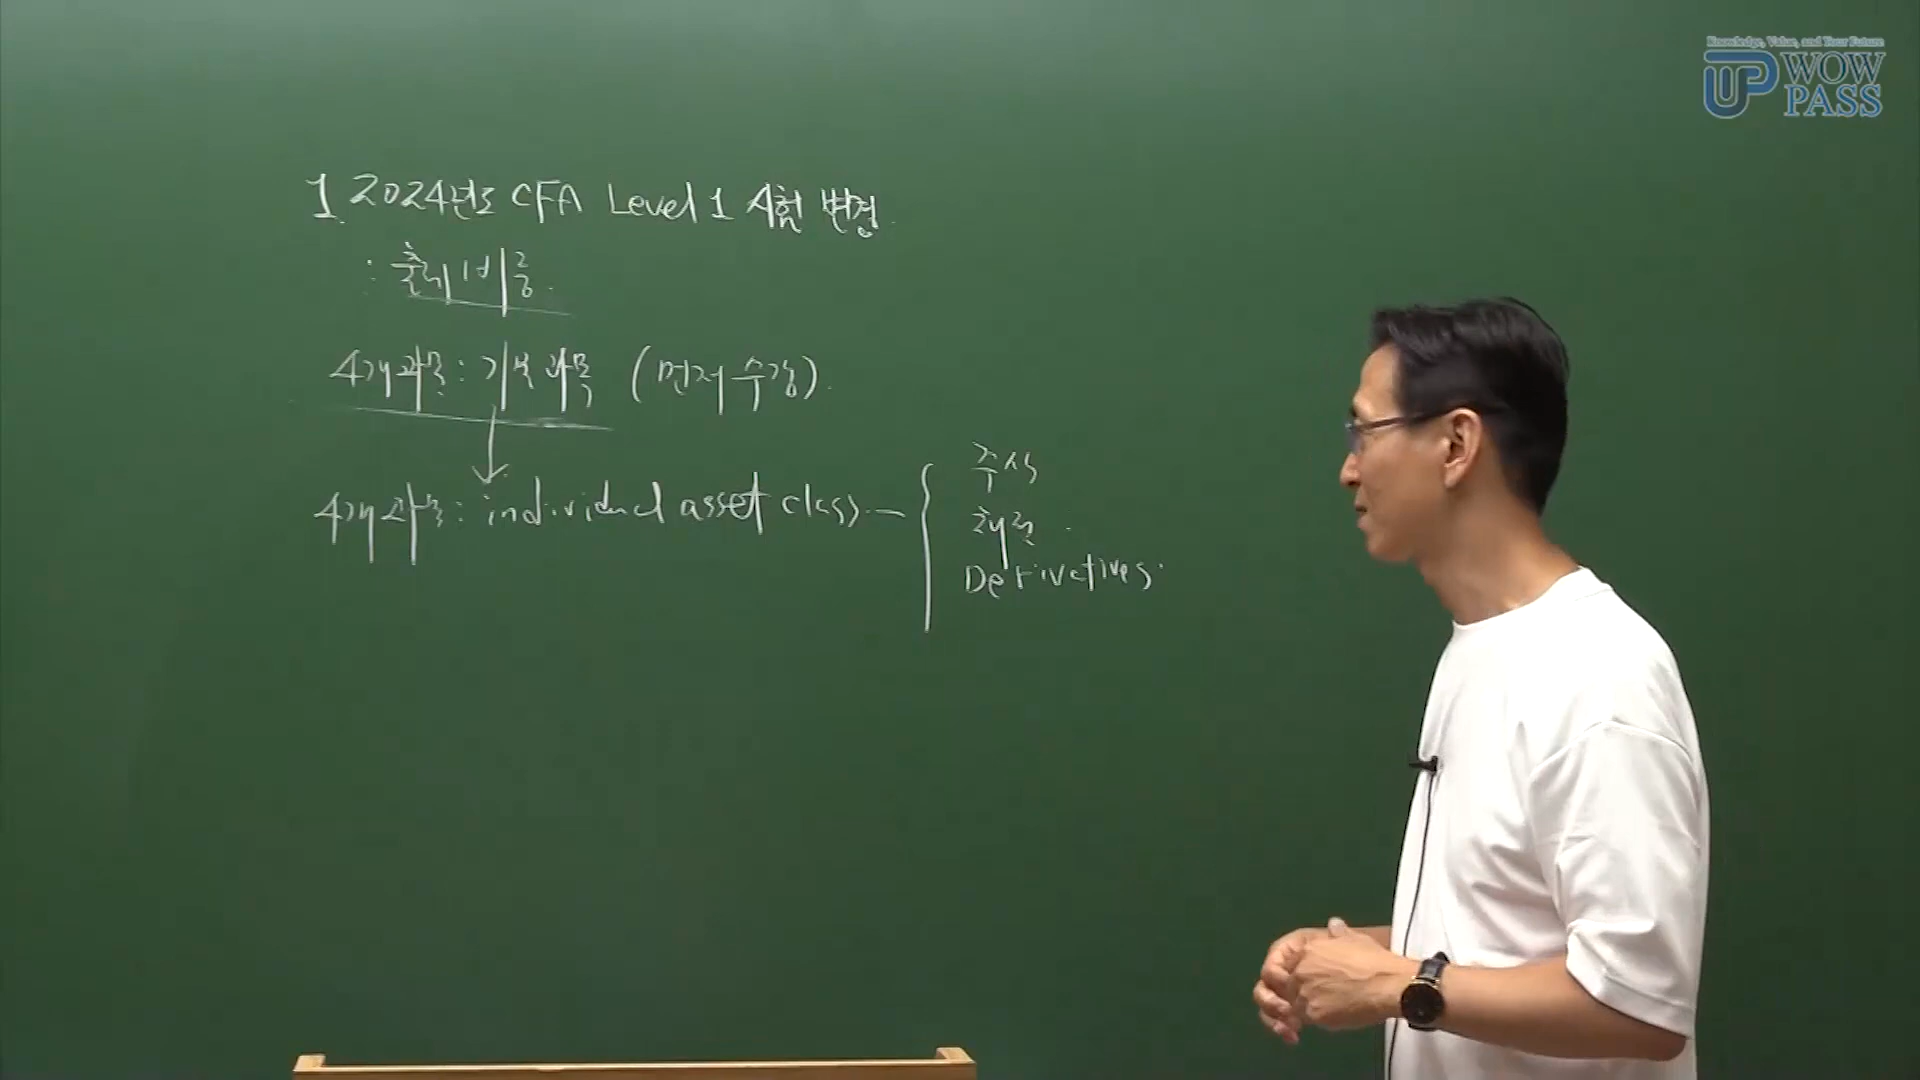 Knowledge, Value, and Your Future
UP WOW PASS
1. 2024년도 CFA Level 1 시험 변경.
: 출제 비중.
4개 과목 : 기본 과목 (먼저 수강).
4개 과목 : individual asset class. —
주식
채권.
Derivatives.